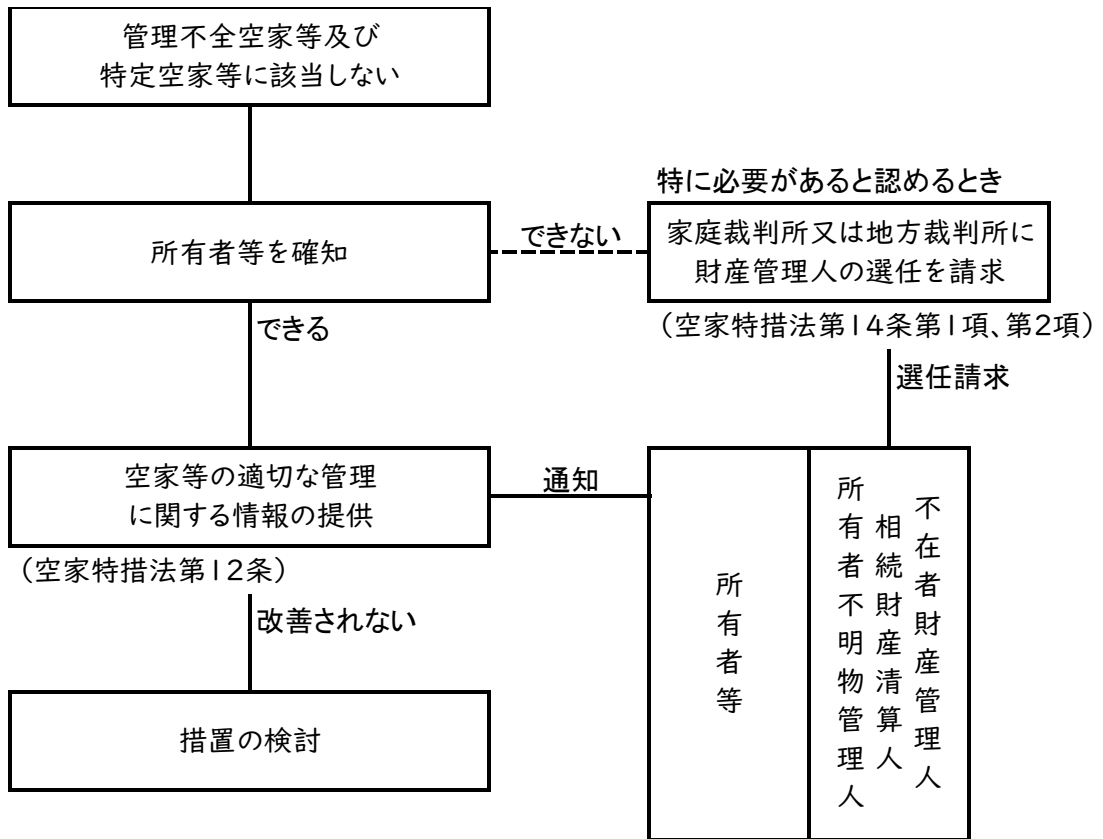 管理不全空家等及び
特定空家等に該当しない
特に必要があると認めるとき
所有者等を確知
できない
家庭裁判所又は地方裁判所に
財産管理人の選任を請求
(空家特措法第14条第1項、第2項)
できる
選任請求
空家等の適切な管理
に関する情報の提供
(空家特措法第12条)
通知
所有者等
不在者財産管理人
相続財産清算人
所有者不明物管理人
改善されない
措置の検討